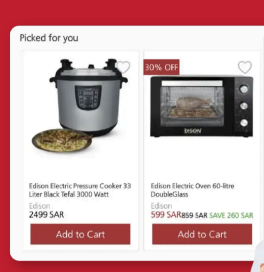 Picked for you
30% OFF
EDISON
Edison Electric Pressure Cooker 33
Liter Black Tefal 3000 Watt
Edison
2499 SAR
Add to Cart
Edison Electric Oven 60-litre
DoubleGlass
Edison
599 SAR859 SAR SAVE 260 SAR
Add to Cart